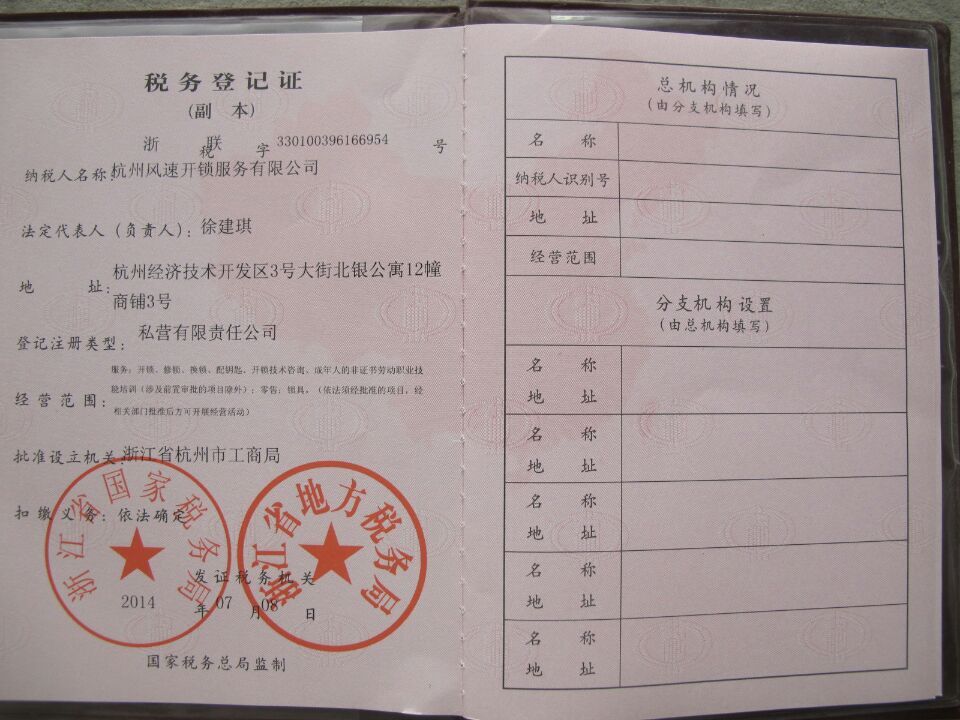 税务登记证
(副 本)
浙 税 联 字 330100396166954 号
纳税人名称:杭州风速开锁服务有限公司
法定代表人(负责人):徐建琪
地 址:杭州经济技术开发区3号大街北银公寓12幢
商铺3号
登记注册类型:私营有限责任公司
服务:开锁、修锁、换锁、配钥匙、开锁技术咨询、成年人的非证书劳动职业技
能培训(涉及前置审批的项目除外);零售:锁具。(依法须经批准的项目,经
经营范围:相关部门批准后方可开展经营活动)
批准设立机关:浙江省杭州市工商局
扣缴义务:依法确定
浙江省国家税务局
浙江省地方税务局
发证税务机关
2014 年 07 月 08 日
国家税务总局监制
总机构情况
(由分支机构填写)
名 称
纳税人识别号
地 址
经营范围
分支机构设置
(由总机构填写)
名 称
地 址
名 称
地 址
名 称
地 址
名 称
地 址
名 称
地 址